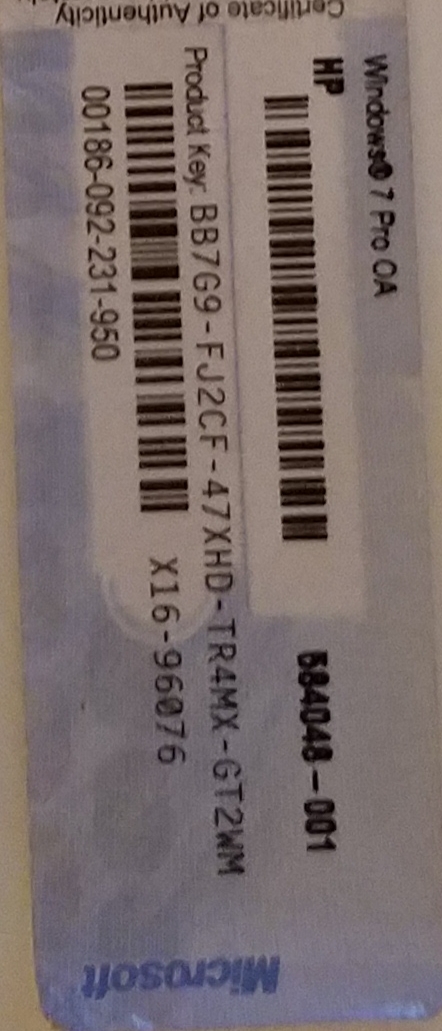 Certificate of Authenticity
Windows® 7 Pro OA
HP
584048-001
Product Key: BB7G9-FJ2CF-47XHD-TR4MX-GT2WM
X16-96076
00186-092-231-950
Microsoft